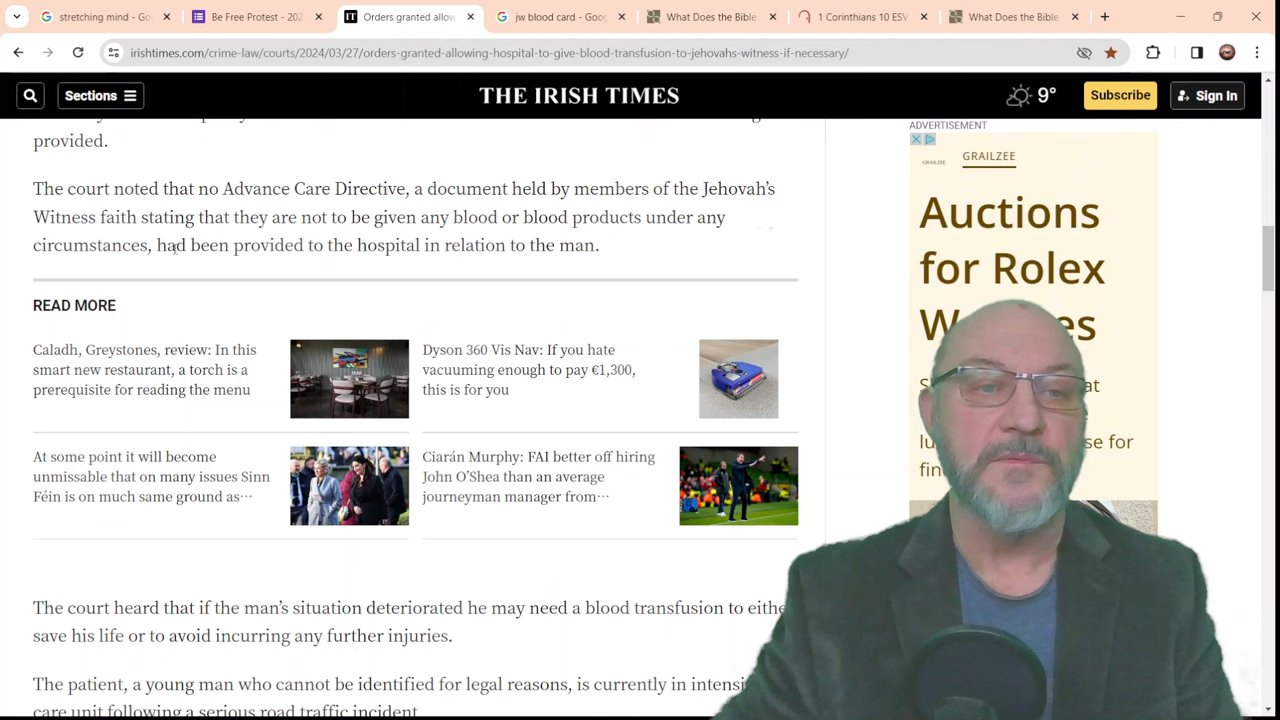 stretching mind - Go
Be Free Protest - 202
IT Orders granted allow
jw blood card - Goog
What Does the Bible
1 Corinthians 10 ESV
What Does the Bible
irishtimes.com/crime-law/courts/2024/03/27/orders-granted-allowing-hospital-to-give-blood-transfusion-to-jehovahs-witness-if-necessary/
Sections
THE IRISH TIMES
9°
Subscribe
Sign In
provided.
The court noted that no Advance Care Directive, a document held by members of the Jehovah’s
Witness faith stating that they are not to be given any blood or blood products under any
circumstances, had been provided to the hospital in relation to the man.
READ MORE
Caladh, Greystones, review: In this
smart new restaurant, a torch is a
prerequisite for reading the menu
Dyson 360 Vis Nav: If you hate
vacuuming enough to pay €1,300,
this is for you
At some point it will become
unmissable that on many issues Sinn
Féin is on much same ground as…
Ciarán Murphy: FAI better off hiring
John O’Shea than an average
journeyman manager from…
The court heard that if the man’s situation deteriorated he may need a blood transfusion to eithe
save his life or to avoid incurring any further injuries.
The patient, a young man who cannot be identified for legal reasons, is currently in intensi
care unit following a serious road traffic incident
ADVERTISEMENT
GRAILZEE
GRAILZEE
Auctions
for Rolex